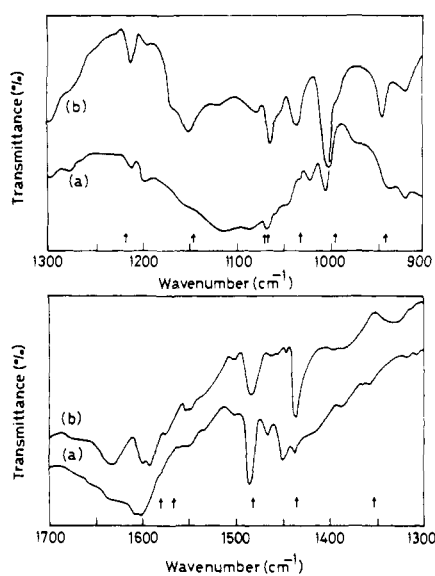 Transmittance (%)
(b)
(a)
1300 1200 1100 1000 900
Wavenumber (cm⁻¹)
Transmittance (%)
(b)
(a)
1700 1600 1500 1400 1300
Wavenumber (cm⁻¹)